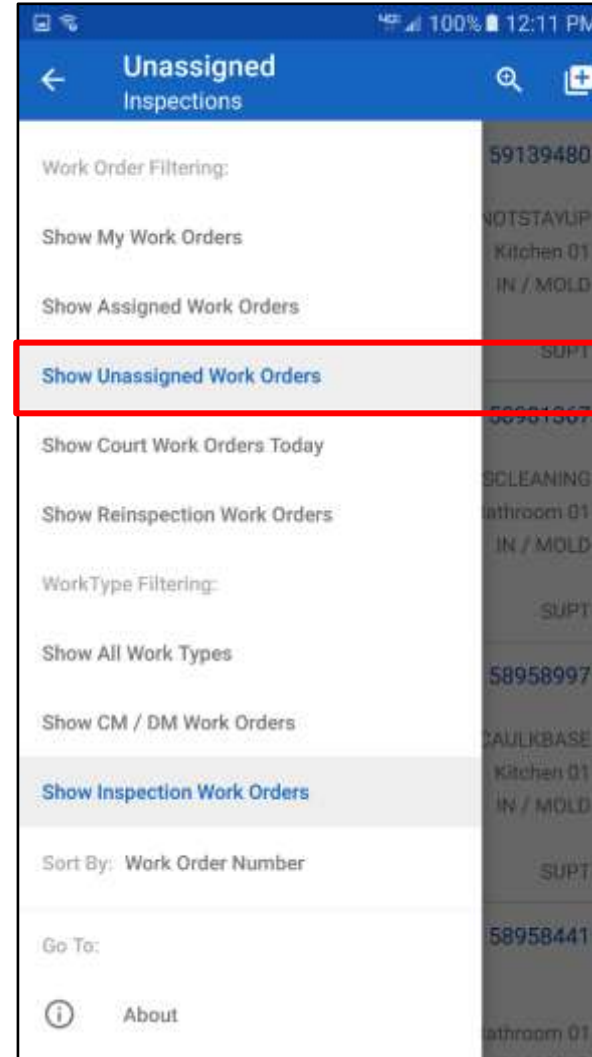 4G LTE 100% 12:11 PM
Unassigned
Inspections
Work Order Filtering:
59139480
NOTSTAYUP
Show My Work Orders
Kitchen 01
IN / MOLD
Show Assigned Work Orders
SUPT
Show Unassigned Work Orders
58981367
Show Court Work Orders Today
SCLEANING
athroom 01
Show Reinspection Work Orders
IN / MOLD
WorkType Filtering:
SUPT
Show All Work Types
58958997
Show CM / DM Work Orders
CAULKBASE
Kitchen 01
Show Inspection Work Orders
IN / MOLD
Sort By: Work Order Number
SUPT
Go To:
58958441
About
athroom 01